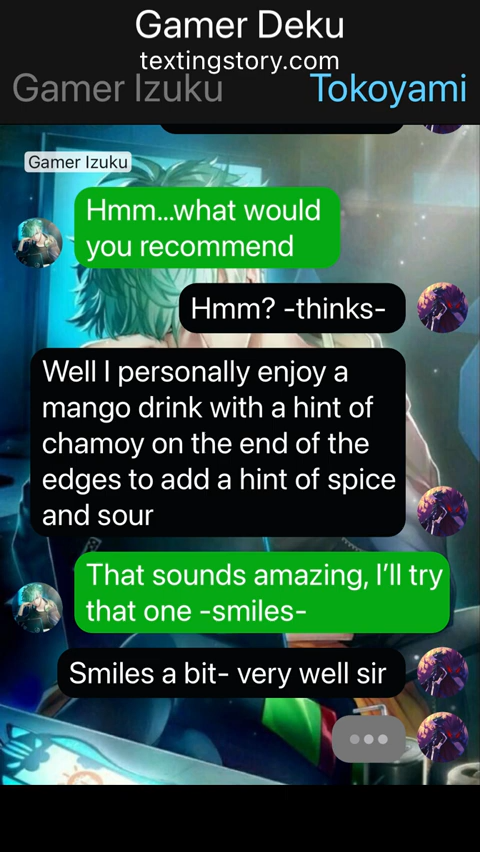 Gamer Deku
textingstory.com
Gamer Izuku
Tokoyami
Gamer Izuku
Hmm...what would
you recommend
Hmm? -thinks-
Well I personally enjoy a
mango drink with a hint of
chamoy on the end of the
edges to add a hint of spice
and sour
That sounds amazing, I'll try
that one -smiles-
Smiles a bit- very well sir